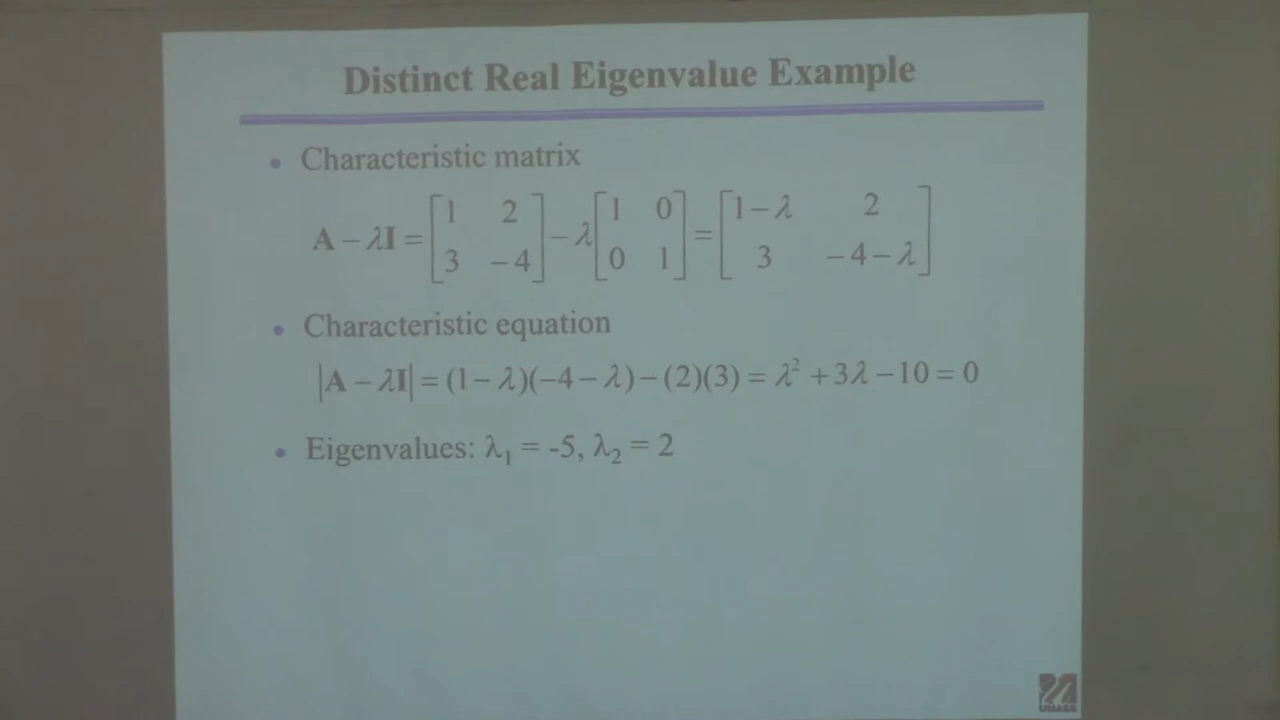 Distinct Real Eigenvalue Example
• Characteristic matrix
A − λI = [1 2; 3 −4] − λ[1 0; 0 1] = [1−λ 2; 3 −4−λ]
• Characteristic equation
|A − λI| = (1 − λ)(−4 − λ) − (2)(3) = λ² + 3λ − 10 = 0
• Eigenvalues: λ₁ = -5, λ₂ = 2
UMASS